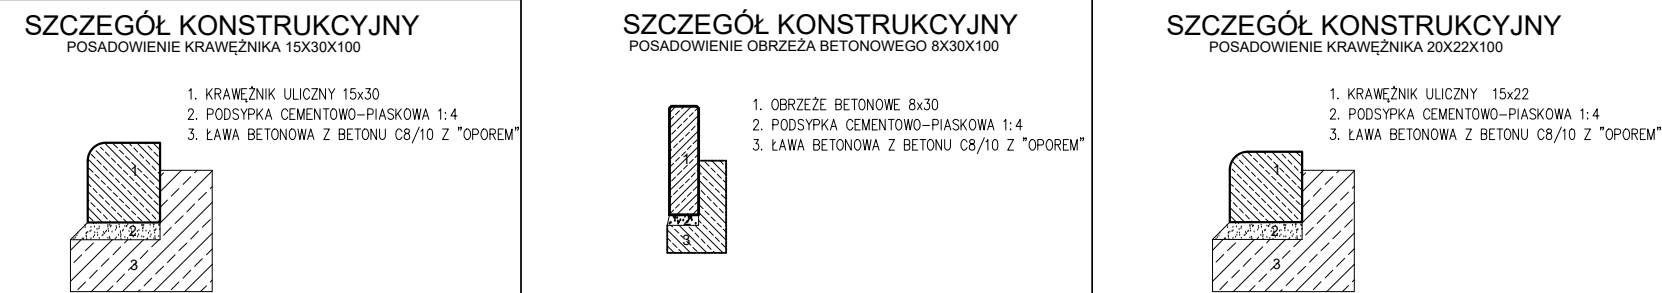 SZCZEGÓŁ KONSTRUKCYJNY
POSADOWIENIE KRAWĘŻNIKA 15X30X100
1. KRAWĘŻNIK ULICZNY 15x30
2. PODSYPKA CEMENTOWO-PIASKOWA 1:4
3. ŁAWA BETONOWA Z BETONU C8/10 Z "OPOREM"
1
2
3
SZCZEGÓŁ KONSTRUKCYJNY
POSADOWIENIE OBRZEŻA BETONOWEGO 8X30X100
1. OBRZEŻE BETONOWE 8x30
2. PODSYPKA CEMENTOWO-PIASKOWA 1:4
3. ŁAWA BETONOWA Z BETONU C8/10 Z "OPOREM"
1
2
3
SZCZEGÓŁ KONSTRUKCYJNY
POSADOWIENIE KRAWĘŻNIKA 20X22X100
1. KRAWĘŻNIK ULICZNY 15x22
2. PODSYPKA CEMENTOWO-PIASKOWA 1:4
3. ŁAWA BETONOWA Z BETONU C8/10 Z "OPOREM"
1
2
3